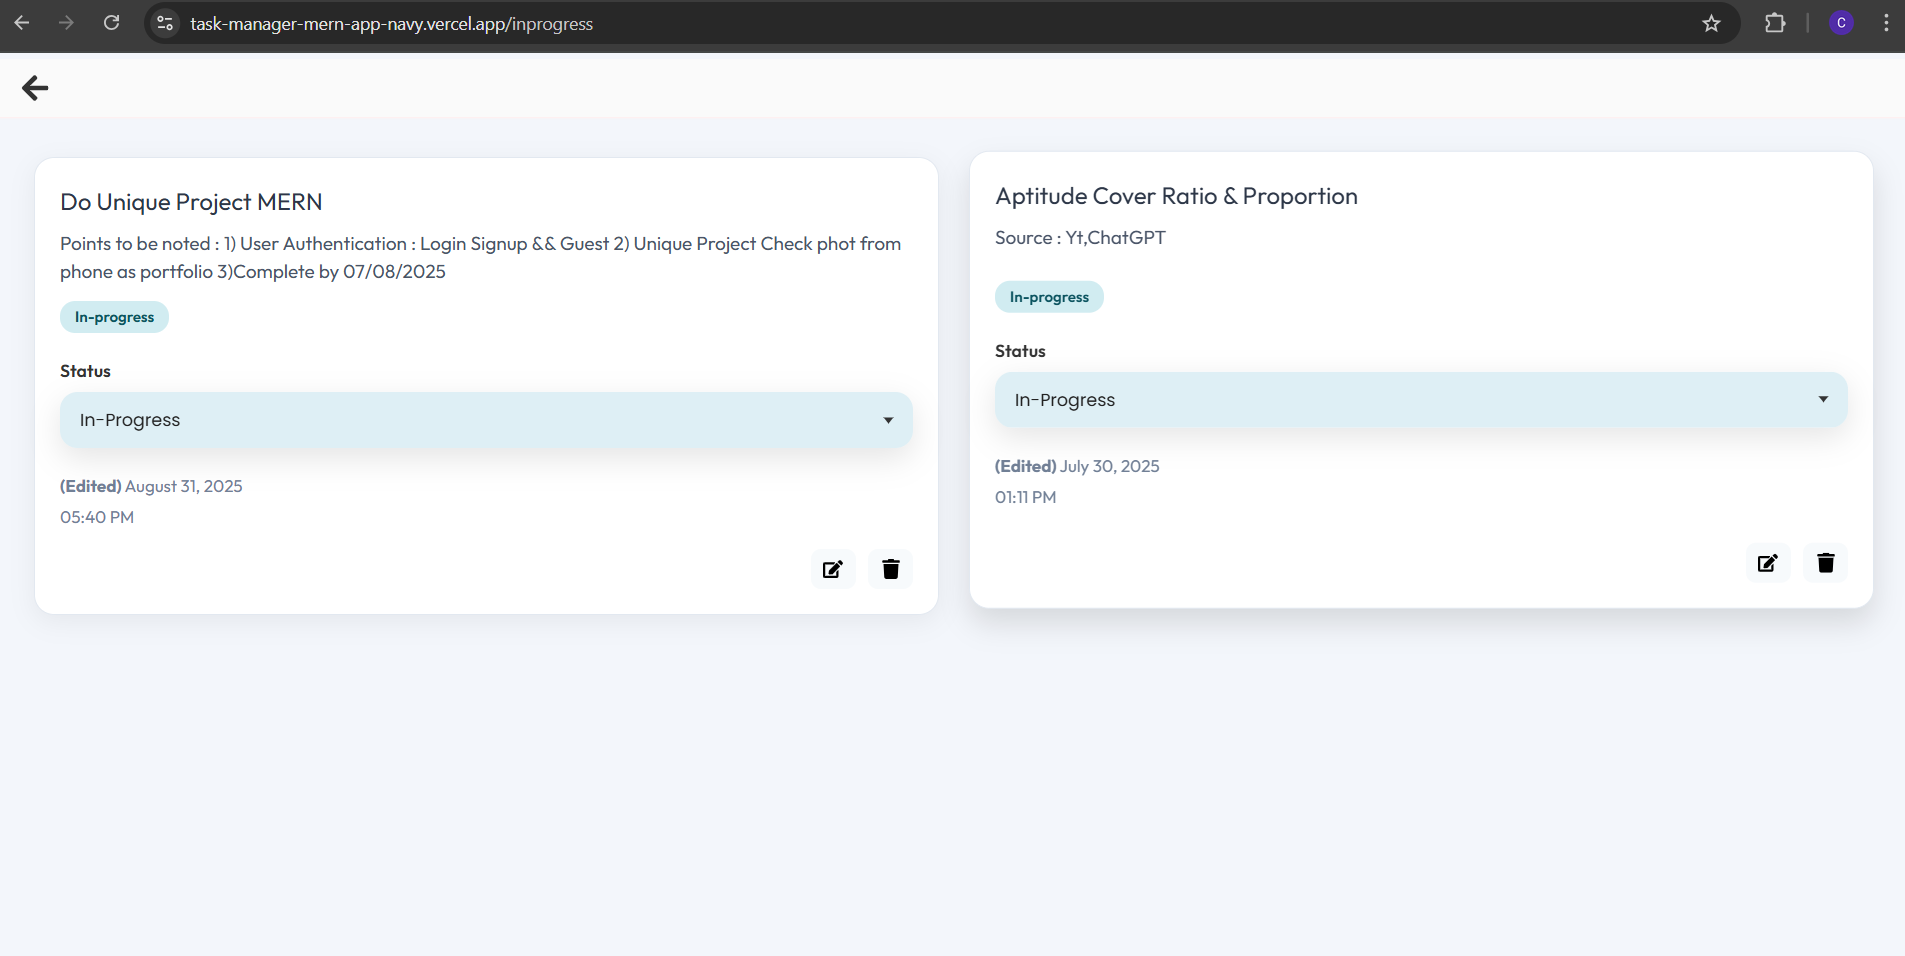 task-manager-mern-app-navy.vercel.app/inprogress
C
Do Unique Project MERN
Points to be noted : 1) User Authentication : Login Signup && Guest 2) Unique Project Check phot from
phone as portfolio 3)Complete by 07/08/2025
In-progress
Status
In-Progress
(Edited) August 31, 2025
05:40 PM
Aptitude Cover Ratio & Proportion
Source : Yt,ChatGPT
In-progress
Status
In-Progress
(Edited) July 30, 2025
01:11 PM